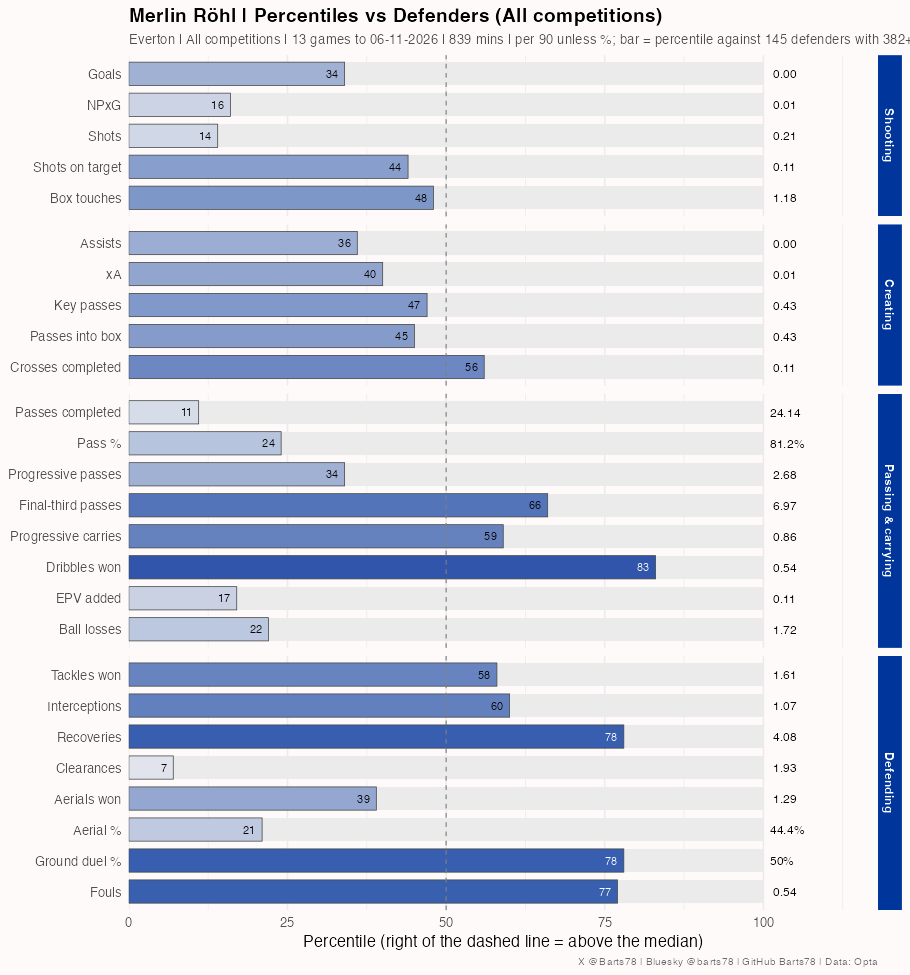 Merlin Röhl | Percentiles vs Defenders (All competitions)
Everton | All competitions | 13 games to 06-11-2026 | 839 mins | per 90 unless %; bar = percentile against 145 defenders with 382+
Goals 34 0.00
NPxG 16 0.01
Shots 14 0.21
Shots on target 44 0.11
Box touches 48 1.18
Shooting
Assists 36 0.00
xA 40 0.01
Key passes 47 0.43
Passes into box 45 0.43
Crosses completed 56 0.11
Creating
Passes completed 11 24.14
Pass % 24 81.2%
Progressive passes 34 2.68
Final-third passes 66 6.97
Progressive carries 59 0.86
Dribbles won 83 0.54
EPV added 17 0.11
Ball losses 22 1.72
Passing & carrying
Tackles won 58 1.61
Interceptions 60 1.07
Recoveries 78 4.08
Clearances 7 1.93
Aerials won 39 1.29
Aerial % 21 44.4%
Ground duel % 78 50%
Fouls 77 0.54
Defending
0 25 50 75 100
Percentile (right of the dashed line = above the median)
X @Barts78 | Bluesky @barts78 | GitHub Barts78 | Data: Opta